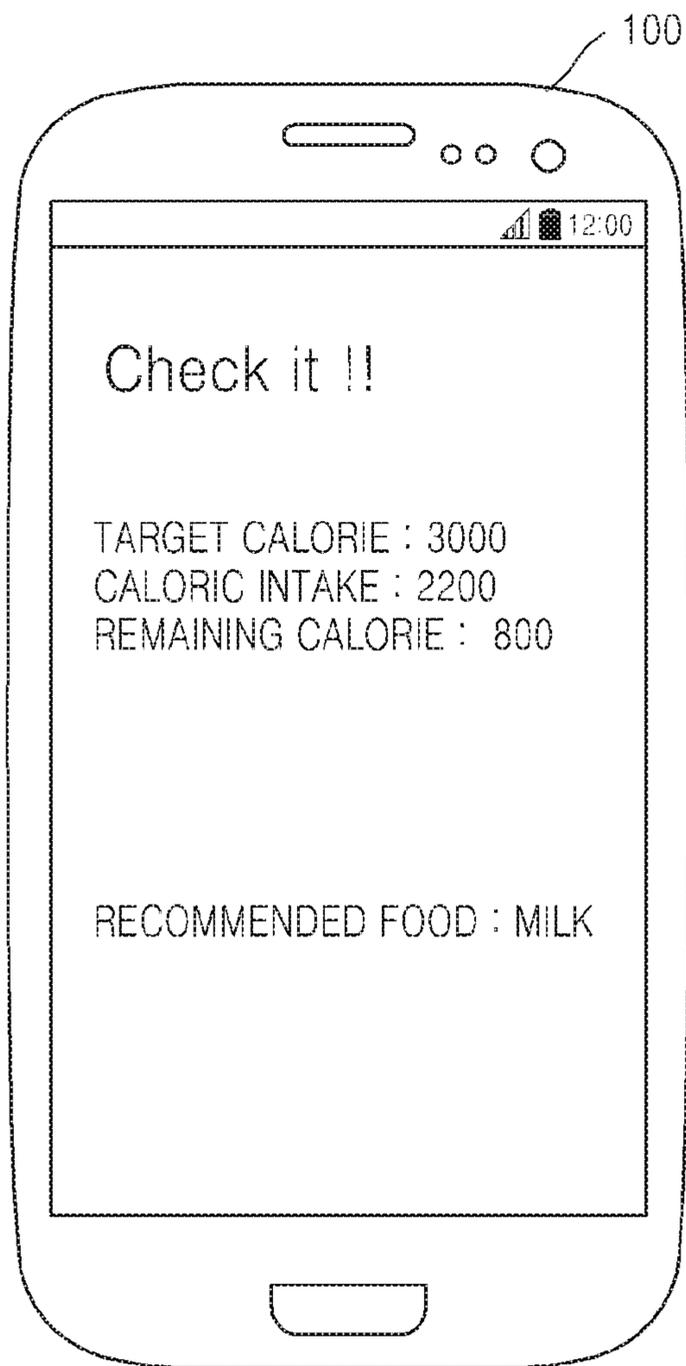 100
12:00
Check it !!
TARGET CALORIE : 3000
CALORIC INTAKE : 2200
REMAINING CALORIE : 800
RECOMMENDED FOOD : MILK